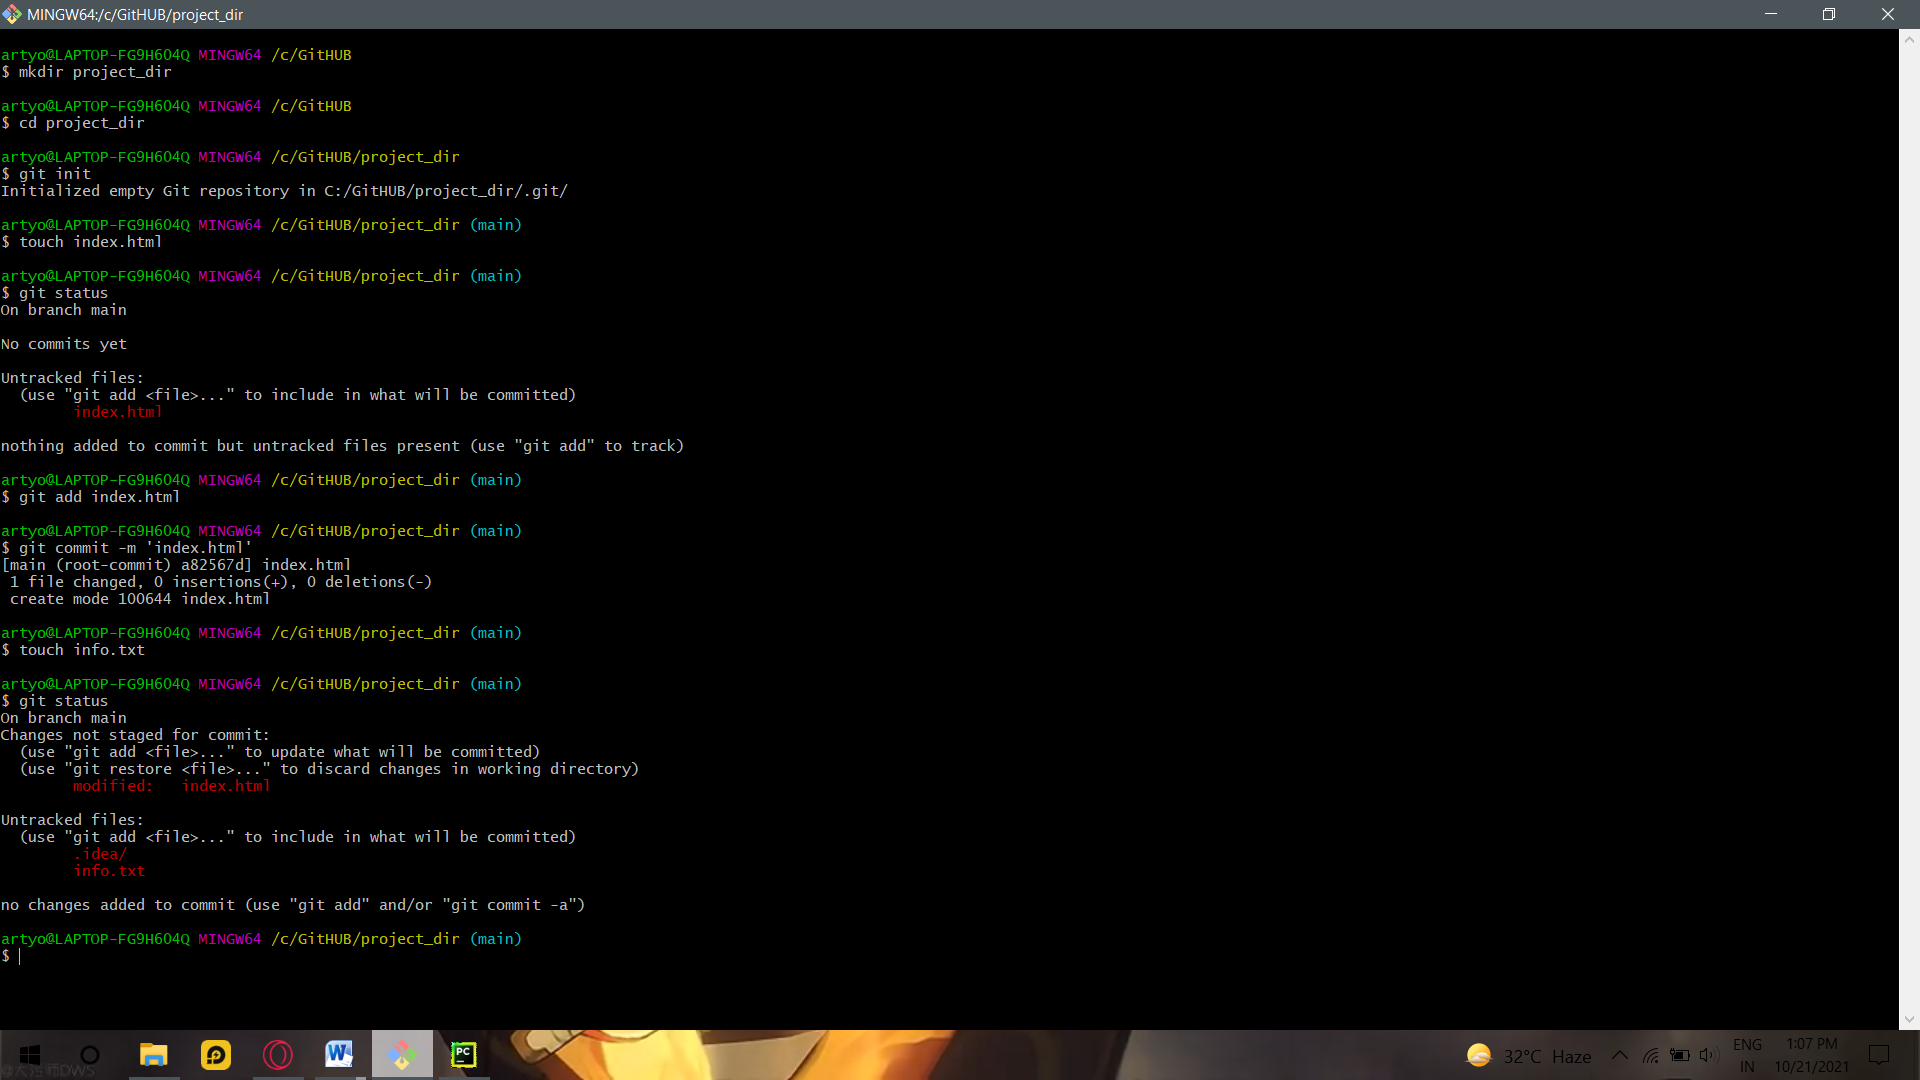 MINGW64:/c/GitHUB/project_dir
artyo@LAPTOP-FG9H6O4Q MINGW64 /c/GitHUB
$ mkdir project_dir
artyo@LAPTOP-FG9H6O4Q MINGW64 /c/GitHUB
$ cd project_dir
artyo@LAPTOP-FG9H6O4Q MINGW64 /c/GitHUB/project_dir
$ git init
Initialized empty Git repository in C:/GitHUB/project_dir/.git/
artyo@LAPTOP-FG9H6O4Q MINGW64 /c/GitHUB/project_dir (main)
$ touch index.html
artyo@LAPTOP-FG9H6O4Q MINGW64 /c/GitHUB/project_dir (main)
$ git status
On branch main
No commits yet
Untracked files:
  (use "git add <file>..." to include in what will be committed)
        index.html
nothing added to commit but untracked files present (use "git add" to track)
artyo@LAPTOP-FG9H6O4Q MINGW64 /c/GitHUB/project_dir (main)
$ git add index.html
artyo@LAPTOP-FG9H6O4Q MINGW64 /c/GitHUB/project_dir (main)
$ git commit -m 'index.html'
[main (root-commit) a82567d] index.html
 1 file changed, 0 insertions(+), 0 deletions(-)
 create mode 100644 index.html
artyo@LAPTOP-FG9H6O4Q MINGW64 /c/GitHUB/project_dir (main)
$ touch info.txt
artyo@LAPTOP-FG9H6O4Q MINGW64 /c/GitHUB/project_dir (main)
$ git status
On branch main
Changes not staged for commit:
  (use "git add <file>..." to update what will be committed)
  (use "git restore <file>..." to discard changes in working directory)
        modified:   index.html
Untracked files:
  (use "git add <file>..." to include in what will be committed)
        .idea/
        info.txt
no changes added to commit (use "git add" and/or "git commit -a")
artyo@LAPTOP-FG9H6O4Q MINGW64 /c/GitHUB/project_dir (main)
$
PC
W
32°C Haze
ENG
IN
1:07 PM
10/21/2021